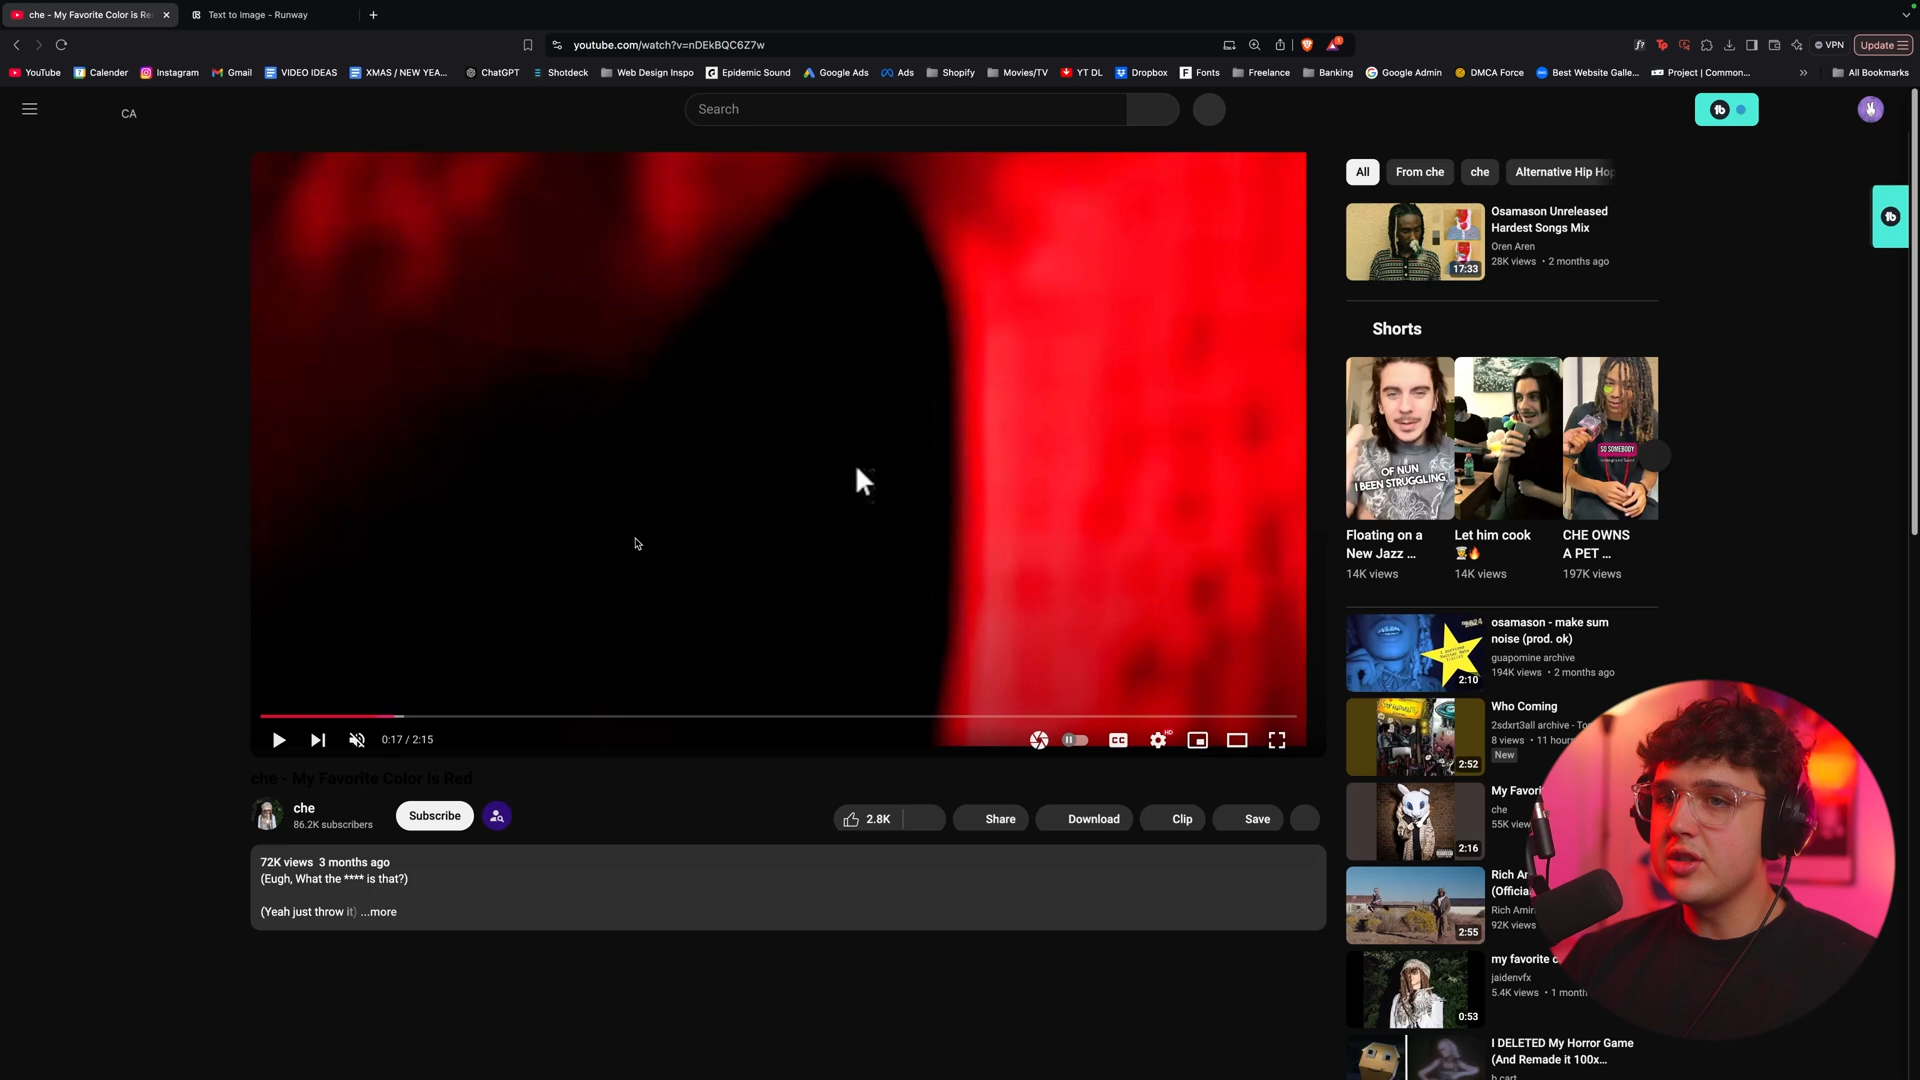 che - My Favorite Color is Re
Text to Image - Runway
youtube.com/watch?v=nDEkBQC6Z7w
VPN
Update
YouTube
Calender
Instagram
Gmail
VIDEO IDEAS
XMAS / NEW YEA...
ChatGPT
Shotdeck
Web Design Inspo
Epidemic Sound
Google Ads
Ads
Shopify
Movies/TV
YT DL
Dropbox
Fonts
Freelance
Banking
Google Admin
DMCA Force
Best Website Galle...
Project | Common...
All Bookmarks
CA
Search
0:17 / 2:15
CC
HD
che - My Favorite Color is Red
che
86.2K subscribers
Subscribe
2.8K
Share
Download
Clip
Save
72K views 3 months ago
(Eugh, What the **** is that?)
(Yeah just throw it) ...more
All
From che
che
Alternative Hip Hop
Osamason Unreleased
Hardest Songs Mix
Oren Aren
28K views • 2 months ago
17:33
Shorts
OF NUN
I BEEN STRUGGLING
SO SOMEBODY
Floating on a
New Jazz ...
14K views
Let him cook
👨‍🍳🔥
14K views
CHE OWNS
A PET ...
197K views
osamason - make sum
noise (prod. ok)
guapomine archive
194K views • 2 months ago
2:10
Who Coming
2sdxrt3all archive - To
8 views • 11 hours
New
2:52
My Favori
che
55K view
2:16
Rich Ar
(Officia
Rich Amir
92K views
2:55
my favorite c
jaidenvfx
5.4K views • 1 month
0:53
I DELETED My Horror Game
(And Remade it 100x...
b.cart